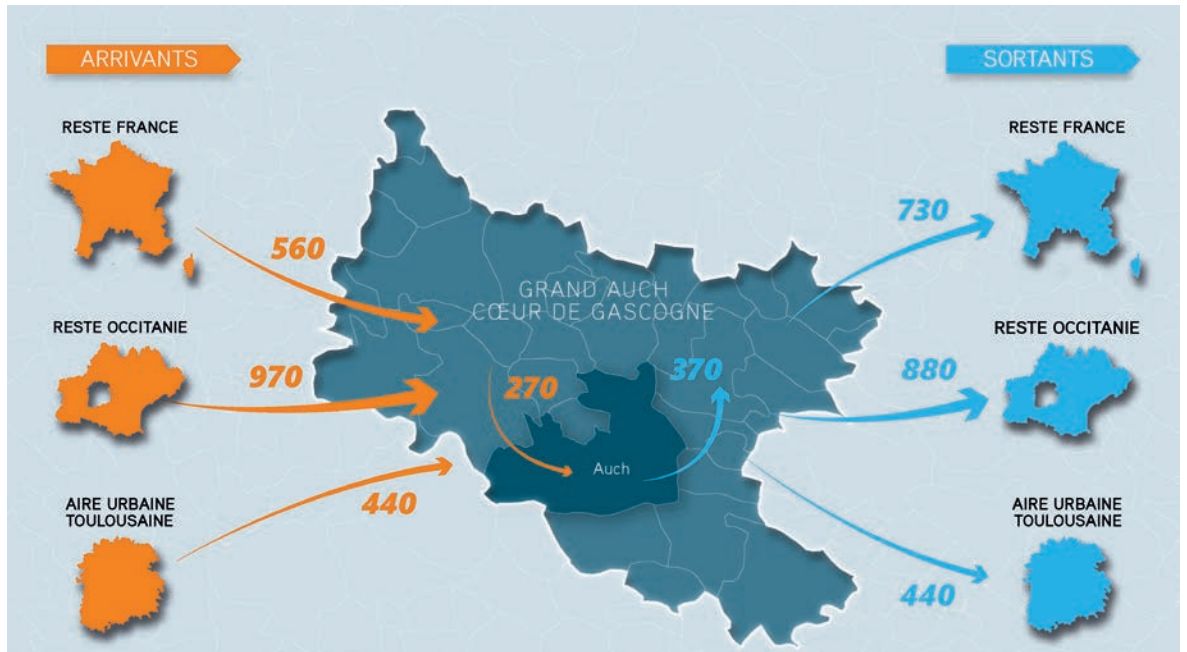 ARRIVANTS
SORTANTS
RESTE FRANCE
RESTE FRANCE
730
560
GRAND AUCH
CŒUR DE GASCOGNE
RESTE OCCITANIE
RESTE OCCITANIE
970
270
370
880
Auch
AIRE URBAINE
TOULOUSAINE
440
AIRE URBAINE
TOULOUSAINE
440